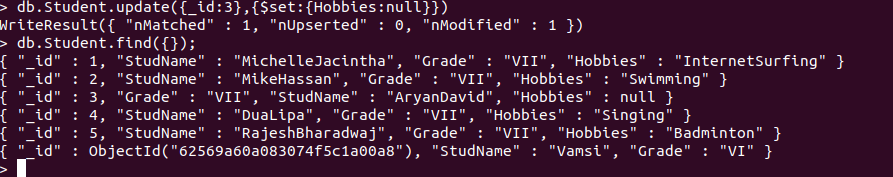 > db.Student.update({_id:3},{$set:{Hobbies:null}})
WriteResult({ "nMatched" : 1, "nUpserted" : 0, "nModified" : 1 })
> db.Student.find({});
{ "_id" : 1, "StudName" : "MichelleJacintha", "Grade" : "VII", "Hobbies" : "InternetSurfing" }
{ "_id" : 2, "StudName" : "MikeHassan", "Grade" : "VII", "Hobbies" : "Swimming" }
{ "_id" : 3, "Grade" : "VII", "StudName" : "AryanDavid", "Hobbies" : null }
{ "_id" : 4, "StudName" : "DuaLipa", "Grade" : "VII", "Hobbies" : "Singing" }
{ "_id" : 5, "StudName" : "RajeshBharadwaj", "Grade" : "VII", "Hobbies" : "Badminton" }
{ "_id" : ObjectId("62569a60a083074f5c1a00a8"), "StudName" : "Vamsi", "Grade" : "VI" }
>